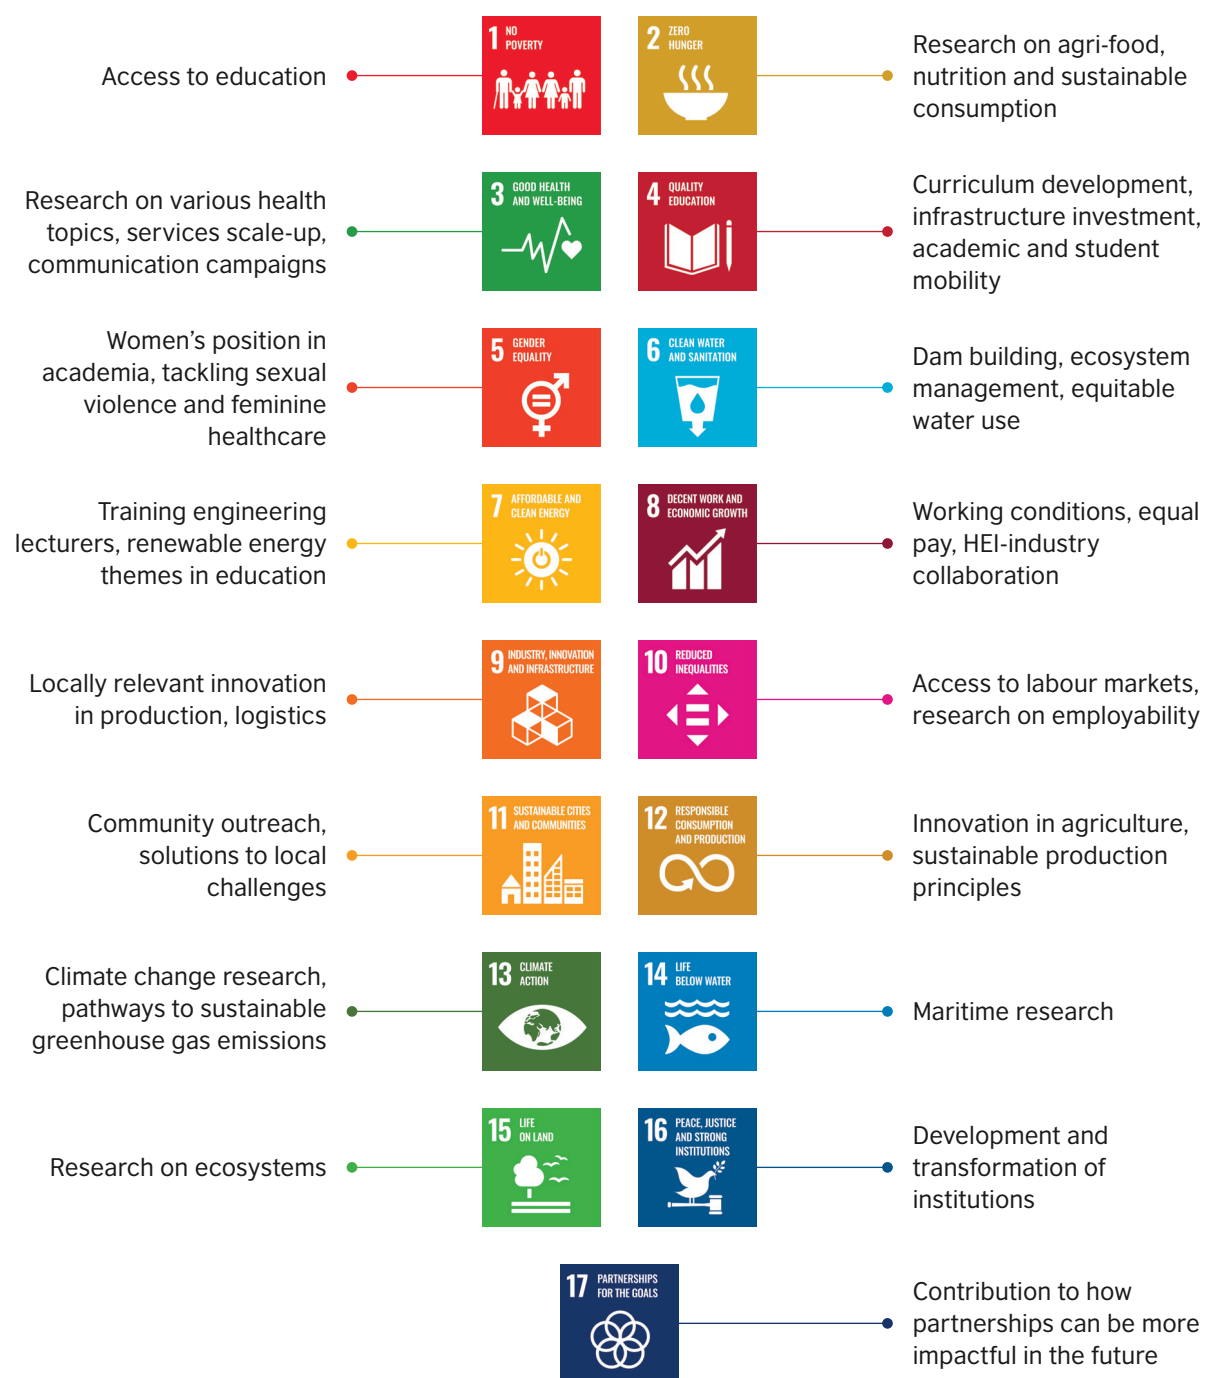 Access to education
1 NO
POVERTY
2 ZERO
HUNGER
Research on agri-food,
nutrition and sustainable
consumption
Research on various health
topics, services scale-up,
communication campaigns
3 GOOD HEALTH
AND WELL-BEING
4 QUALITY
EDUCATION
Curriculum development,
infrastructure investment,
academic and student
mobility
Women’s position in
academia, tackling sexual
violence and feminine
healthcare
5 GENDER
EQUALITY
6 CLEAN WATER
AND SANITATION
Dam building, ecosystem
management, equitable
water use
Training engineering
lecturers, renewable energy
themes in education
7 AFFORDABLE AND
CLEAN ENERGY
8 DECENT WORK AND
ECONOMIC GROWTH
Working conditions, equal
pay, HEI-industry
collaboration
Locally relevant innovation
in production, logistics
9 INDUSTRY, INNOVATION
AND INFRASTRUCTURE
10 REDUCED
INEQUALITIES
Access to labour markets,
research on employability
Community outreach,
solutions to local
challenges
11 SUSTAINABLE CITIES
AND COMMUNITIES
12 RESPONSIBLE
CONSUMPTION
AND PRODUCTION
Innovation in agriculture,
sustainable production
principles
Climate change research,
pathways to sustainable
greenhouse gas emissions
13 CLIMATE
ACTION
14 LIFE
BELOW WATER
Maritime research
Research on ecosystems
15 LIFE
ON LAND
16 PEACE, JUSTICE
AND STRONG
INSTITUTIONS
Development and
transformation of
institutions
17 PARTNERSHIPS
FOR THE GOALS
Contribution to how
partnerships can be more
impactful in the future